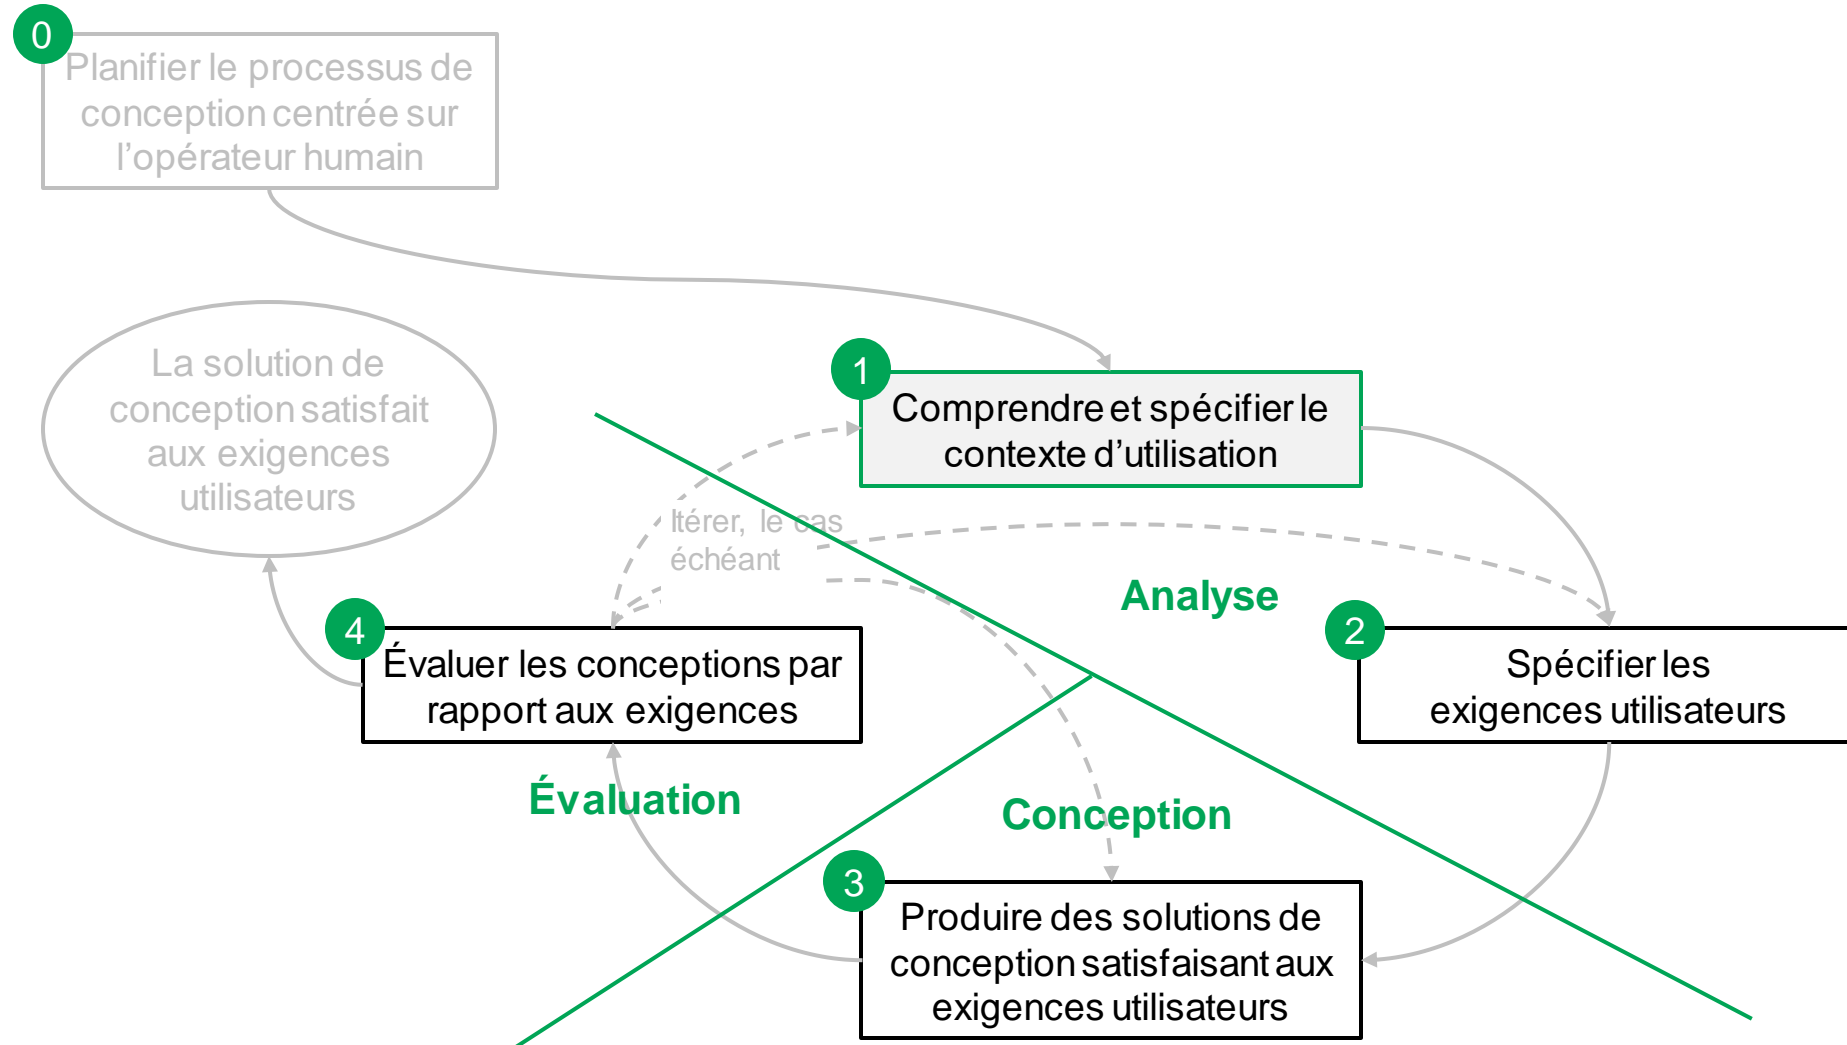 0
Planifier le processus de
conception centrée sur
l’opérateur humain
La solution de
conception satisfait
aux exigences
utilisateurs
1
Comprendre et spécifier le
contexte d’utilisation
Itérer, le cas
échéant
Analyse
4
Évaluer les conceptions par
rapport aux exigences
2
Spécifier les
exigences utilisateurs
Évaluation
Conception
3
Produire des solutions de
conception satisfaisant aux
exigences utilisateurs